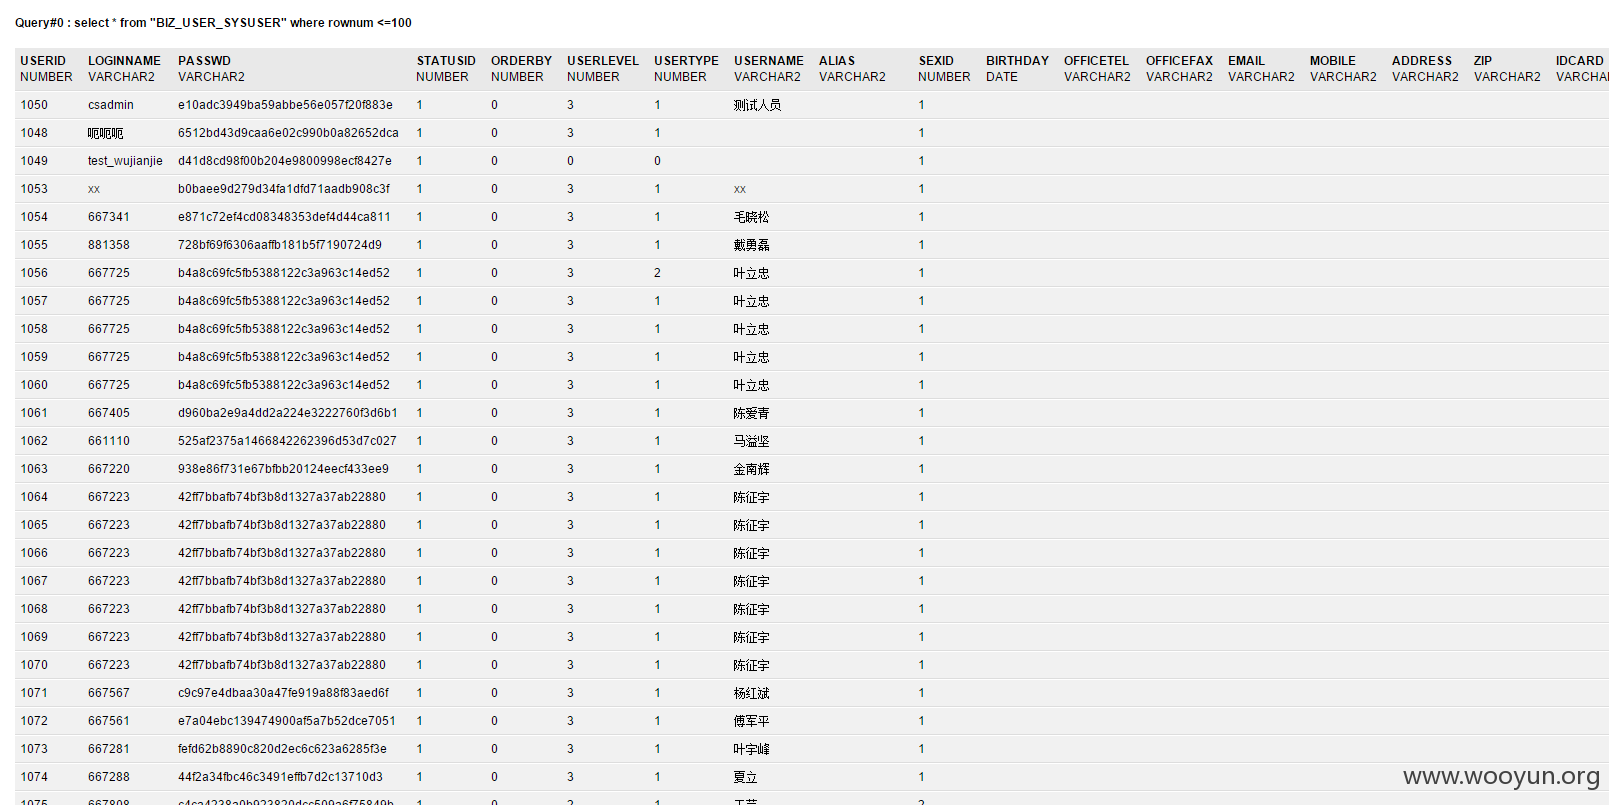 Query#0 : select * from "BIZ_USER_SYSUSER" where rownum <=100
USERID LOGINNAME PASSWD STATUSID ORDERBY USERLEVEL USERTYPE USERNAME ALIAS SEXID BIRTHDAY OFFICETEL OFFICEFAX EMAIL MOBILE ADDRESS ZIP IDCARD
NUMBER VARCHAR2 VARCHAR2 NUMBER NUMBER NUMBER NUMBER VARCHAR2 VARCHAR2 NUMBER DATE VARCHAR2 VARCHAR2 VARCHAR2 VARCHAR2 VARCHAR2 VARCHAR2 VARCHA
1050 csadmin e10adc3949ba59abbe56e057f20f883e 1 0 3 1 测试人员 1
1048 呃呃呃 6512bd43d9caa6e02c990b0a82652dca 1 0 3 1 1
1049 test_wujianjie d41d8cd98f00b204e9800998ecf8427e 1 0 0 0 1
1053 xx b0baee9d279d34fa1dfd71aadb908c3f 1 0 3 1 xx 1
1054 667341 e871c72ef4cd08348353def4d44ca811 1 0 3 1 毛晓松 1
1055 881358 728bf69f6306aaffb181b5f7190724d9 1 0 3 1 戴勇磊 1
1056 667725 b4a8c69fc5fb5388122c3a963c14ed52 1 0 3 2 叶立忠 1
1057 667725 b4a8c69fc5fb5388122c3a963c14ed52 1 0 3 1 叶立忠 1
1058 667725 b4a8c69fc5fb5388122c3a963c14ed52 1 0 3 1 叶立忠 1
1059 667725 b4a8c69fc5fb5388122c3a963c14ed52 1 0 3 1 叶立忠 1
1060 667725 b4a8c69fc5fb5388122c3a963c14ed52 1 0 3 1 叶立忠 1
1061 667405 d960ba2e9a4dd2a224e3222760f3d6b1 1 0 3 1 陈爱青 1
1062 661110 525af2375a1466842262396d53d7c027 1 0 3 1 马溢坚 1
1063 667220 938e86f731e67bfbb20124eecf433ee9 1 0 3 1 金南辉 1
1064 667223 42ff7bbafb74bf3b8d1327a37ab22880 1 0 3 1 陈征宇 1
1065 667223 42ff7bbafb74bf3b8d1327a37ab22880 1 0 3 1 陈征宇 1
1066 667223 42ff7bbafb74bf3b8d1327a37ab22880 1 0 3 1 陈征宇 1
1067 667223 42ff7bbafb74bf3b8d1327a37ab22880 1 0 3 1 陈征宇 1
1068 667223 42ff7bbafb74bf3b8d1327a37ab22880 1 0 3 1 陈征宇 1
1069 667223 42ff7bbafb74bf3b8d1327a37ab22880 1 0 3 1 陈征宇 1
1070 667223 42ff7bbafb74bf3b8d1327a37ab22880 1 0 3 1 陈征宇 1
1071 667567 c9c97e4dbaa30a47fe919a88f83aed6f 1 0 3 1 杨红斌 1
1072 667561 e7a04ebc139474900af5a7b52dce7051 1 0 3 1 傅军平 1
1073 667281 fefd62b8890c820d2ec6c623a6285f3e 1 0 3 1 叶宇峰 1
1074 667288 44f2a34fbc46c3491effb7d2c13710d3 1 0 3 1 夏立 1
www.wooyun.org